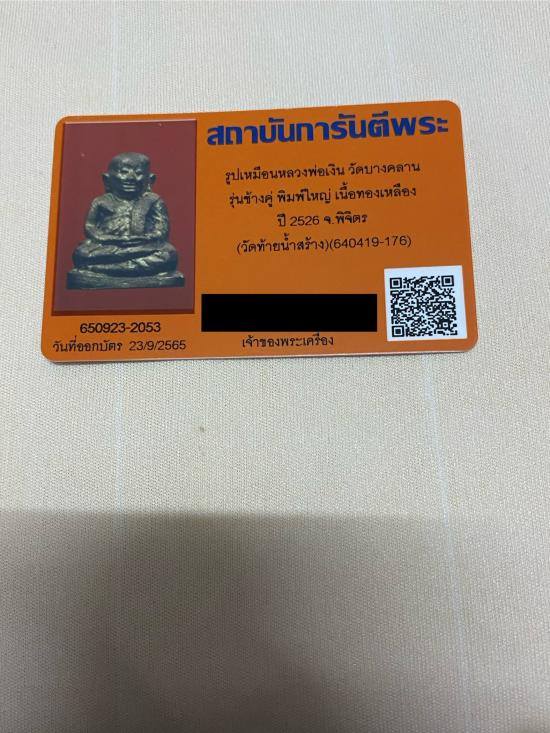 สถาบันการันตีพระ
รูปเหมือนหลวงพ่อเงิน วัดบางคลาน
รุ่นช้างคู่ พิมพ์ใหญ่ เนื้อทองเหลือง
ปี 2526 จ.พิจิตร
(วัดท้ายน้ำสร้าง)(640419-176)
650923-2053
วันที่ออกบัตร 23/9/2565
เจ้าของพระเครื่อง